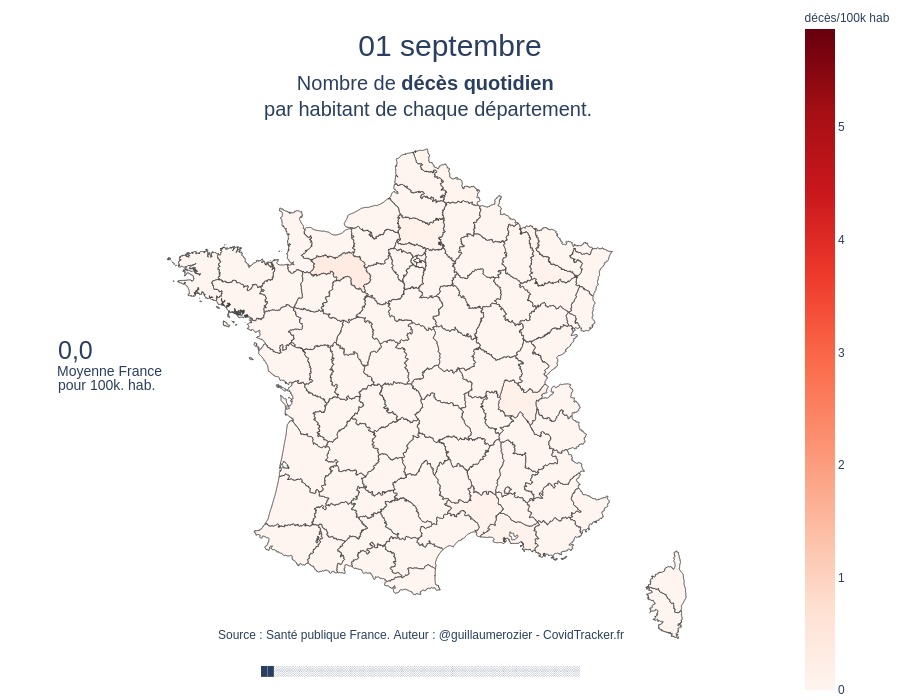 décès/100k hab
01 septembre
Nombre de décès quotidien
par habitant de chaque département.
5
4
3
2
1
0
0,0
Moyenne France
pour 100k. hab.
Source : Santé publique France. Auteur : @guillaumerozier - CovidTracker.fr